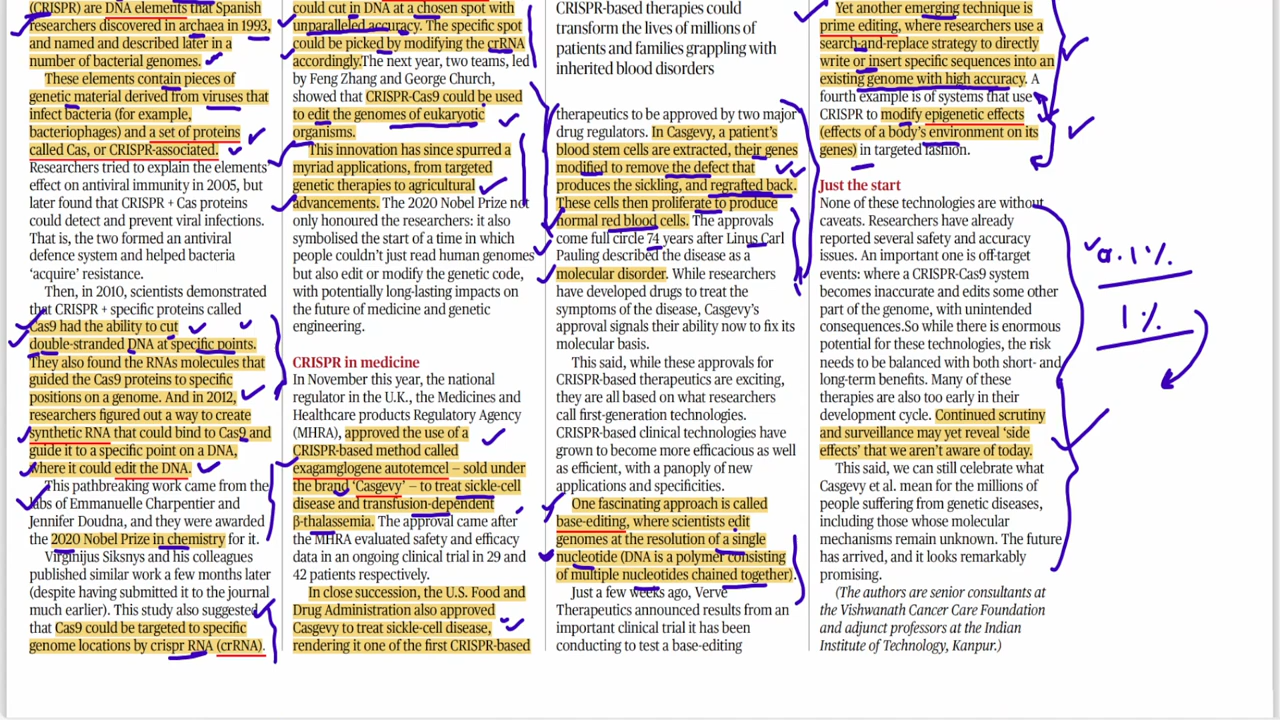 (CRISPR) are DNA elements that Spanish
researchers discovered in archaea in 1993,
and named and described later in a
number of bacterial genomes.
These elements contain pieces of
genetic material derived from viruses that
infect bacteria (for example,
bacteriophages) and a set of proteins
called Cas, or CRISPR-associated.
Researchers tried to explain the elements'
effect on antiviral immunity in 2005, but
later found that CRISPR + Cas proteins
could detect and prevent viral infections.
That is, the two formed an antiviral
defence system and helped bacteria
‘acquire’ resistance.
Then, in 2010, scientists demonstrated
that CRISPR + specific proteins called
Cas9 had the ability to cut
double-stranded DNA at specific points.
They also found the RNAs molecules that
guided the Cas9 proteins to specific
positions on a genome. And in 2012,
researchers figured out a way to create
synthetic RNA that could bind to Cas9 and
guide it to a specific point on a DNA,
where it could edit the DNA.
This pathbreaking work came from the
labs of Emmanuelle Charpentier and
Jennifer Doudna, and they were awarded
the 2020 Nobel Prize in chemistry for it.
Virginijus Siksnys and his colleagues
published similar work a few months later
(despite having submitted it to the journal
much earlier). This study also suggested
that Cas9 could be targeted to specific
genome locations by crispr RNA (crRNA).
could cut in DNA at a chosen spot with
unparalleled accuracy. The specific spot
could be picked by modifying the crRNA
accordingly.The next year, two teams, led
by Feng Zhang and George Church,
showed that CRISPR-Cas9 could be used
to edit the genomes of eukaryotic
organisms.
This innovation has since spurred a
myriad applications, from targeted
genetic therapies to agricultural
advancements. The 2020 Nobel Prize not
only honoured the researchers: it also
symbolised the start of a time in which
people couldn't just read human genomes
but also edit or modify the genetic code,
with potentially long-lasting impacts on
the future of medicine and genetic
engineering.
CRISPR in medicine
In November this year, the national
regulator in the U.K., the Medicines and
Healthcare products Regulatory Agency
(MHRA), approved the use of a
CRISPR-based method called
exagamglogene autotemcel – sold under
the brand ‘Casgevy’ – to treat sickle-cell
disease and transfusion-dependent
β-thalassemia. The approval came after
the MHRA evaluated safety and efficacy
data in an ongoing clinical trial in 29 and
42 patients respectively.
In close succession, the U.S. Food and
Drug Administration also approved
Casgevy to treat sickle-cell disease,
rendering it one of the first CRISPR-based
CRISPR-based therapies could
transform the lives of millions of
patients and families grappling with
inherited blood disorders
therapeutics to be approved by two major
drug regulators. In Casgevy, a patient's
blood stem cells are extracted, their genes
modified to remove the defect that
produces the sickling, and regrafted back.
These cells then proliferate to produce
normal red blood cells. The approvals
come full circle 74 years after Linus Carl
Pauling described the disease as a
molecular disorder. While researchers
have developed drugs to treat the
symptoms of the disease, Casgevy's
approval signals their ability now to fix its
molecular basis.
This said, while these approvals for
CRISPR-based therapeutics are exciting,
they are all based on what researchers
call first-generation technologies.
CRISPR-based clinical technologies have
grown to become more efficacious as well
as efficient, with a panoply of new
applications and specificities.
One fascinating approach is called
base-editing, where scientists edit
genomes at the resolution of a single
nucleotide (DNA is a polymer consisting
of multiple nucleotides chained together).
Just a few weeks ago, Verve
Therapeutics announced results from an
important clinical trial it has been
conducting to test a base-editing
Yet another emerging technique is
prime editing, where researchers use a
search-and-replace strategy to directly
write or insert specific sequences into an
existing genome with high accuracy. A
fourth example is of systems that use
CRISPR to modify epigenetic effects
(effects of a body's environment on its
genes) in targeted fashion.
Just the start
None of these technologies are without
caveats. Researchers have already
reported several safety and accuracy
issues. An important one is off-target
events: where a CRISPR-Cas9 system
becomes inaccurate and edits some other
part of the genome, with unintended
consequences.So while there is enormous
potential for these technologies, the risk
needs to be balanced with both short- and
long-term benefits. Many of these
therapies are also too early in their
development cycle. Continued scrutiny
and surveillance may yet reveal ‘side
effects’ that we aren't aware of today.
This said, we can still celebrate what
Casgevy et al. mean for the millions of
people suffering from genetic diseases,
including those whose molecular
mechanisms remain unknown. The future
has arrived, and it looks remarkably
promising.
(The authors are senior consultants at
the Vishwanath Cancer Care Foundation
and adjunct professors at the Indian
Institute of Technology, Kanpur.)
0.1%
1%